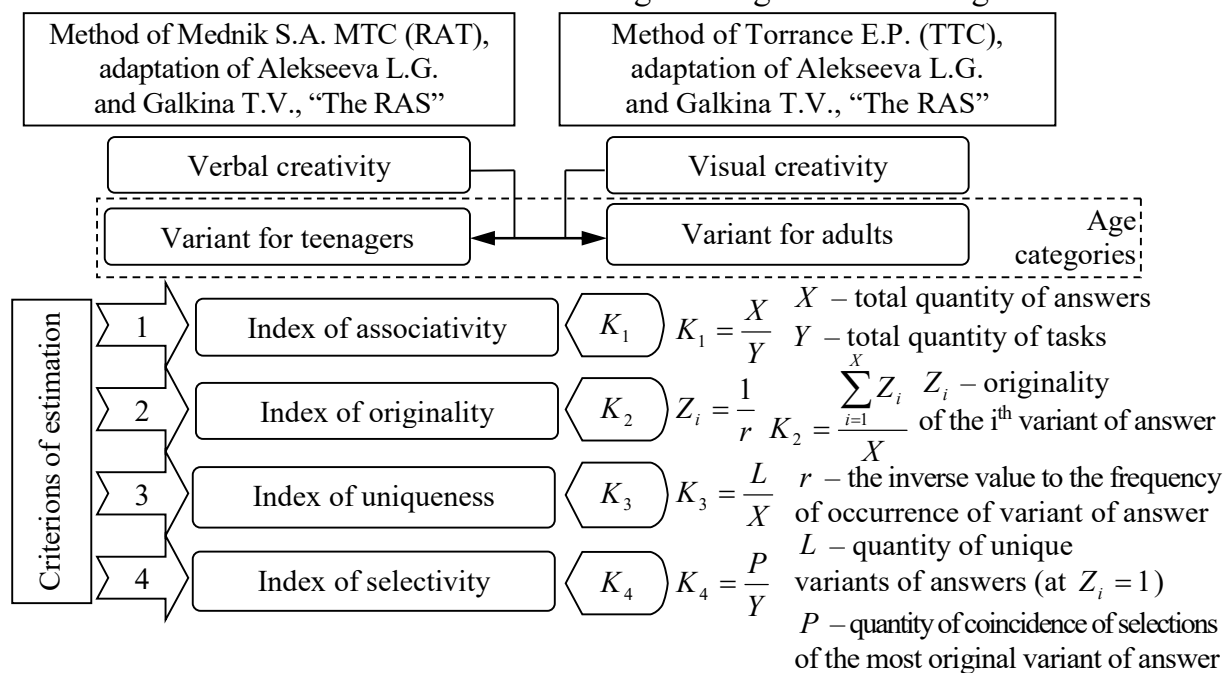 Method of Mednik S.A. MTC (RAT),
adaptation of Alekseeva L.G.
and Galkina T.V., “The RAS”
Method of Torrance E.P. (TTC),
adaptation of Alekseeva L.G.
and Galkina T.V., “The RAS”
Verbal creativity
Visual creativity
Variant for teenagers
Variant for adults
Age
categories
Criterions of estimation
1
Index of associativity
K₁
K₁ = X/Y
X – total quantity of answers
Y – total quantity of tasks
2
Index of originality
K₂
Zᵢ = 1/r
K₂ = ∑ᵢ₌₁ˣ Zᵢ / X
Zᵢ – originality
of the iᵗʰ variant of answer
3
Index of uniqueness
K₃
K₃ = L/X
r – the inverse value to the frequency
of occurrence of variant of answer
4
Index of selectivity
K₄
K₄ = P/Y
L – quantity of unique
variants of answers (at Zᵢ = 1)
P – quantity of coincidence of selections
of the most original variant of answer